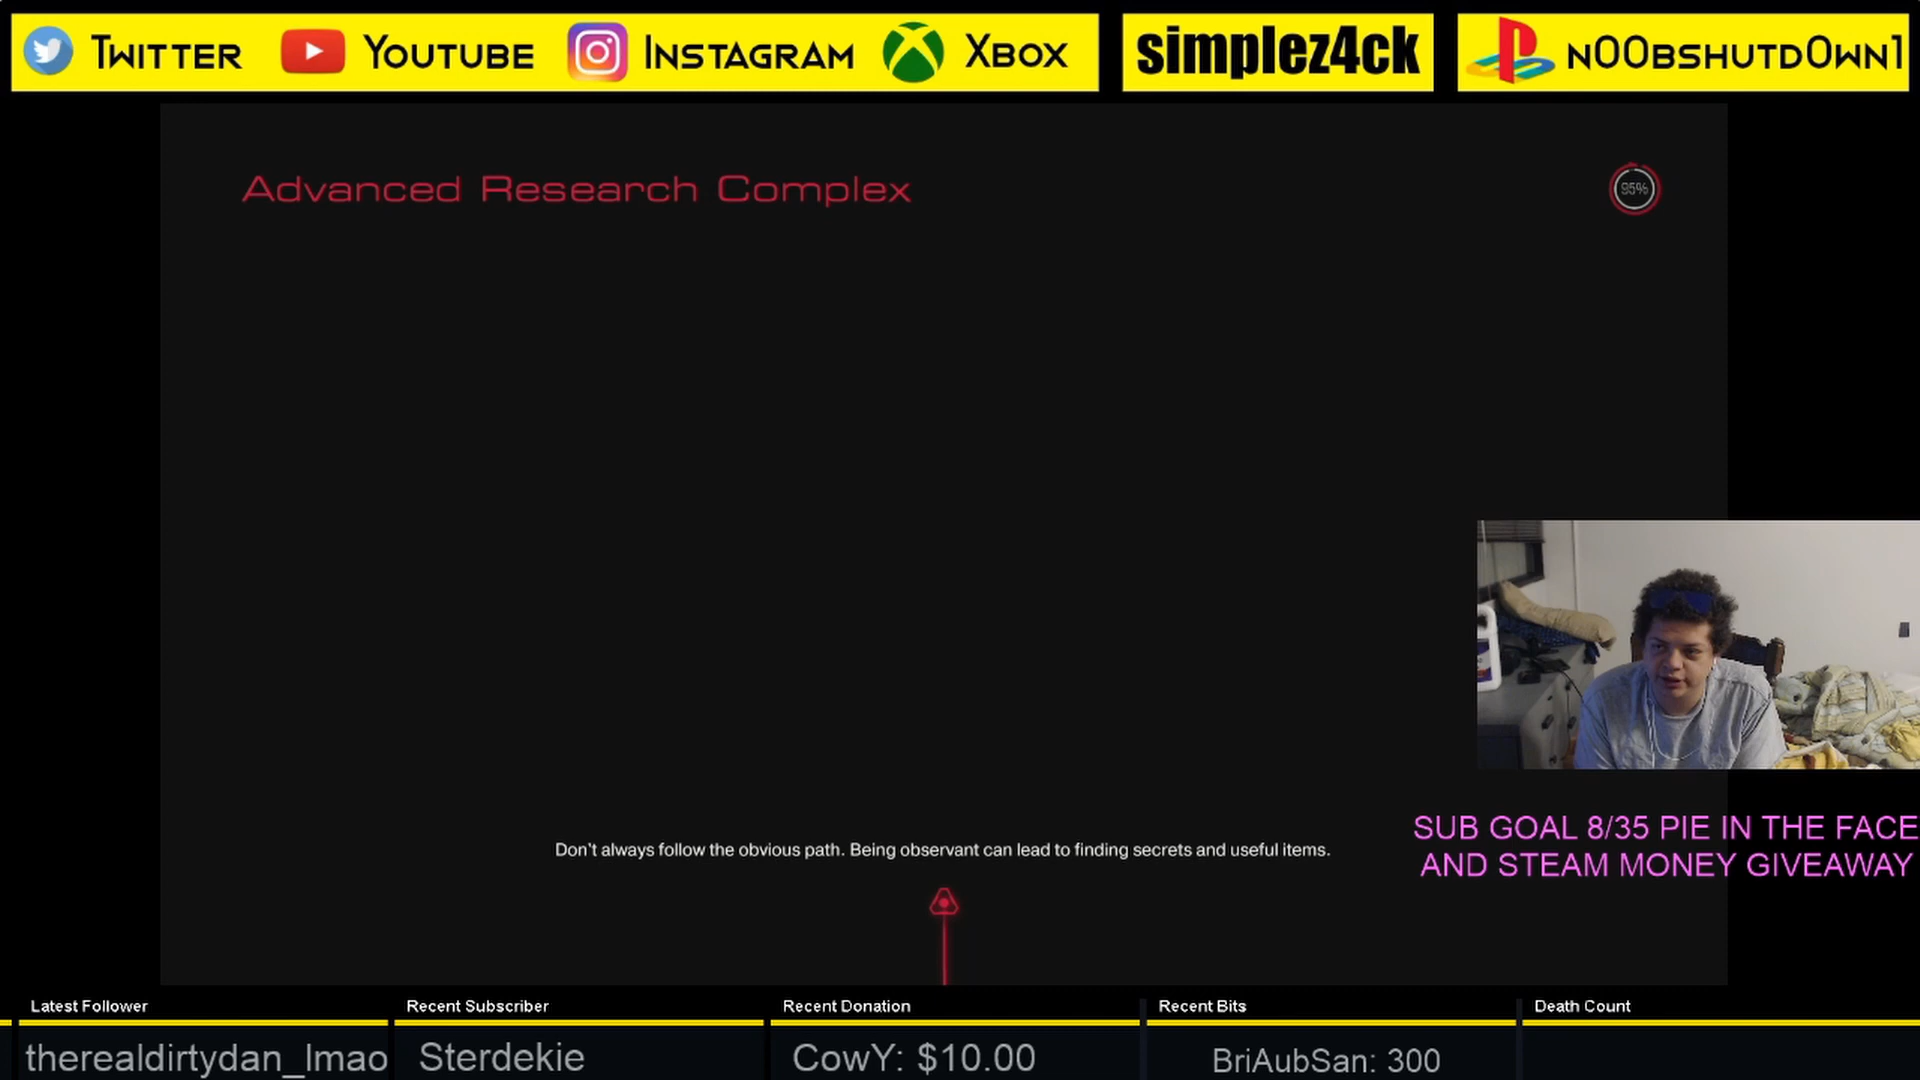 Twitter
Youtube
Instagram
Xbox
simplez4ck
n00bshutd0wn1
Advanced Research Complex
95%
Don't always follow the obvious path. Being observant can lead to finding secrets and useful items.
SUB GOAL 8/35 PIE IN THE FACE
AND STEAM MONEY GIVEAWAY
Latest Follower
therealdirtydan_lmao
Recent Subscriber
Sterdekie
Recent Donation
CowY: $10.00
Recent Bits
BriAubSan: 300
Death Count